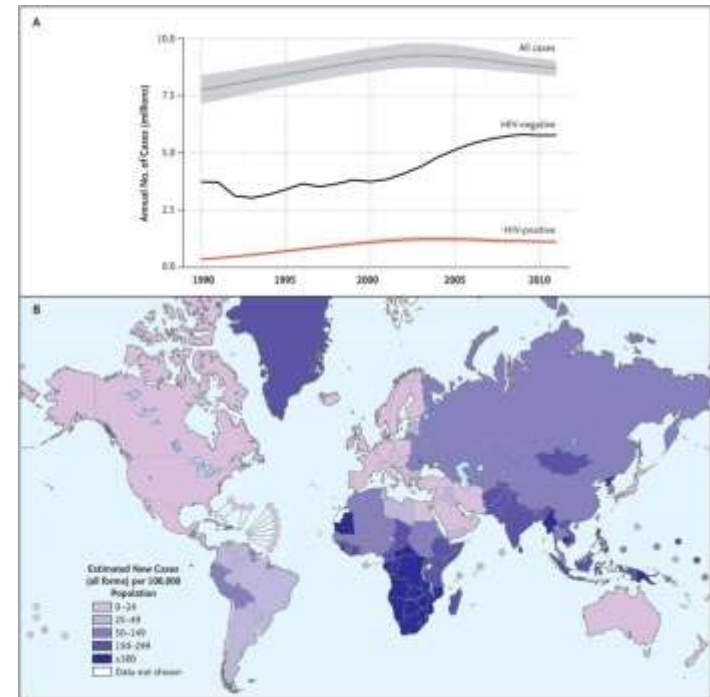 A
10.0
All cases
7.5
HIV-negative
5.0
2.5
HIV-positive
0.0
Annual No. of Cases (millions)
1990 1995 2000 2005 2010
B
Estimated New Cases
(all forms) per 100,000
Population
0–24
25–49
50–149
150–299
≥300
Data not shown